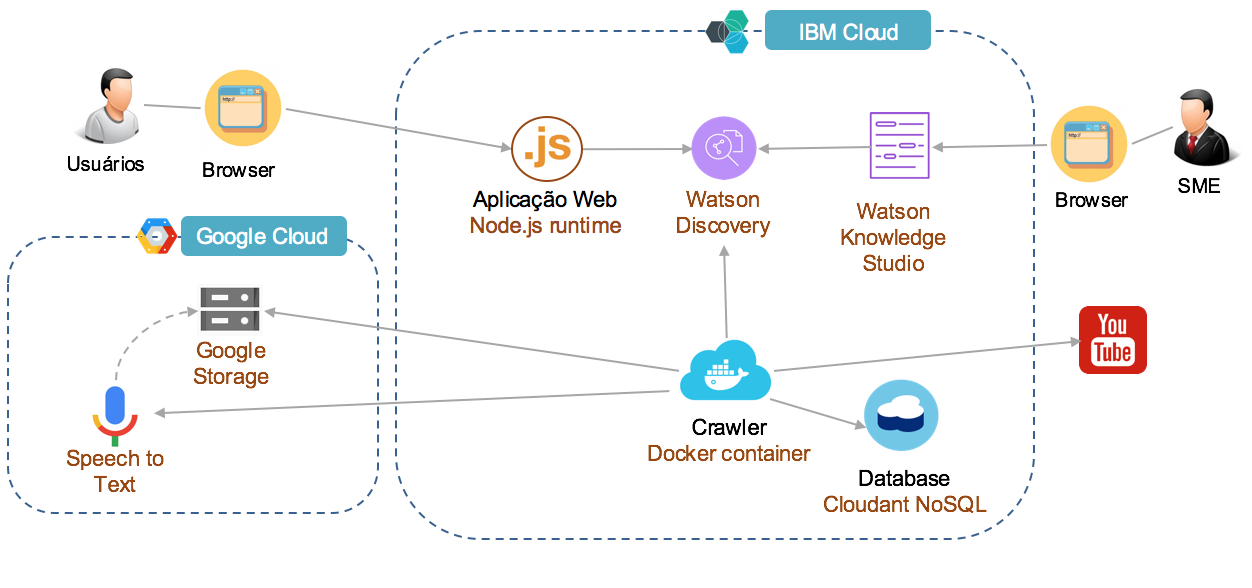 IBM Cloud
http://
Usuários
Browser
.js
Aplicação Web
Node.js runtime
Watson
Discovery
Watson
Knowledge
Studio
http://
Browser
SME
Google Cloud
Google
Storage
Speech to
Text
You
Tube
Crawler
Docker container
Database
Cloudant NoSQL